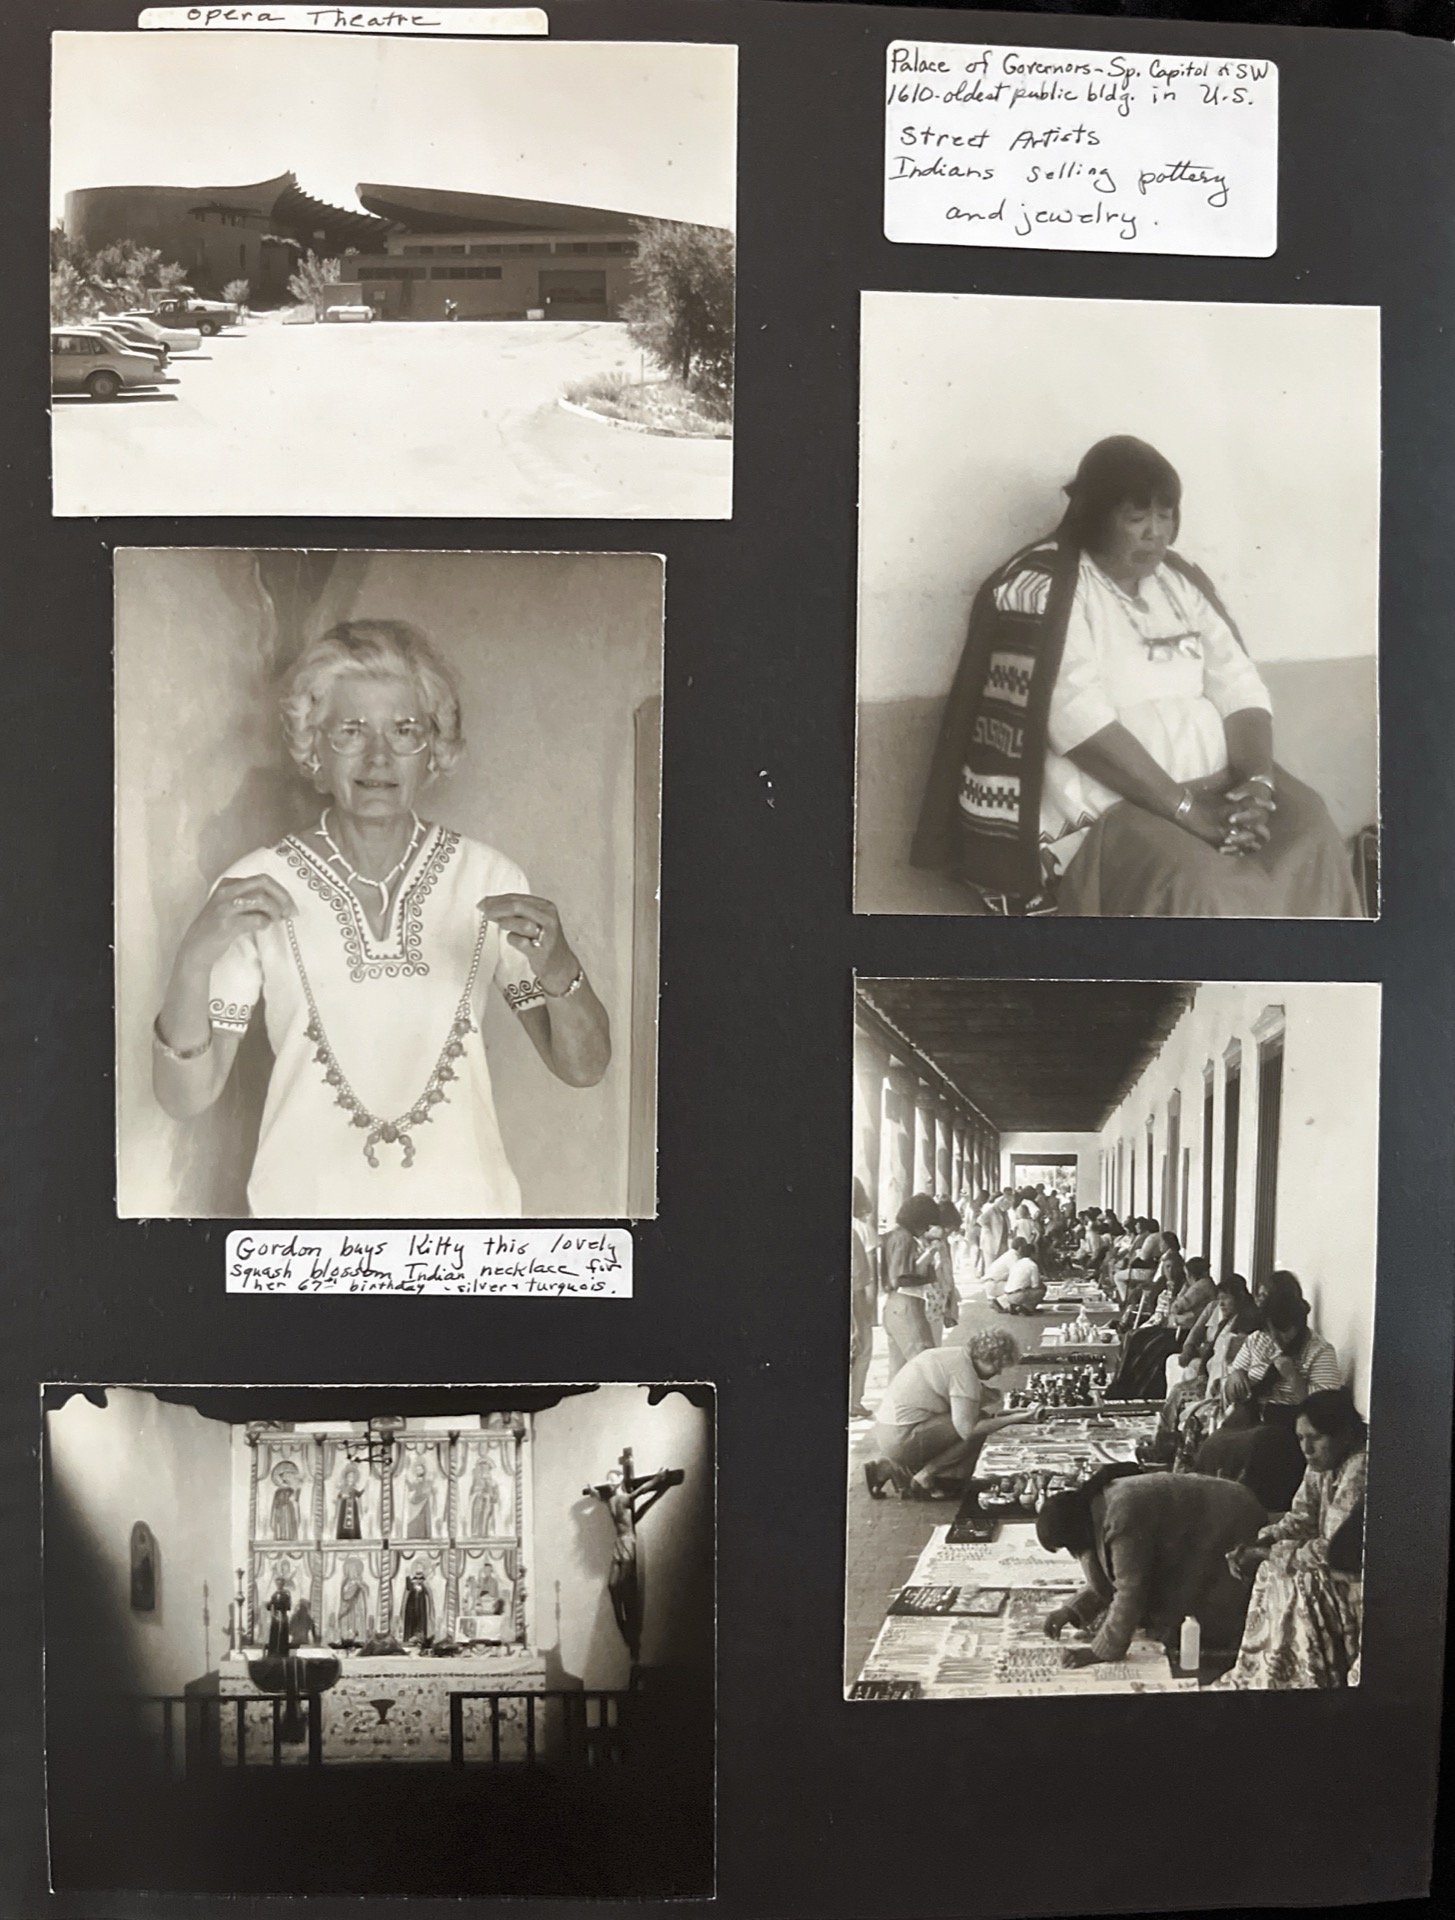 Opera Theatre
Palace of Governors-Sp. Capitol of SW
1610-oldest public bldg. in U.S.
Street Artists
Indians selling pottery
and jewelry.
Gordon buys Kitty this lovely
squash blossom Indian necklace for
her 67th birthday - silver + turquois.